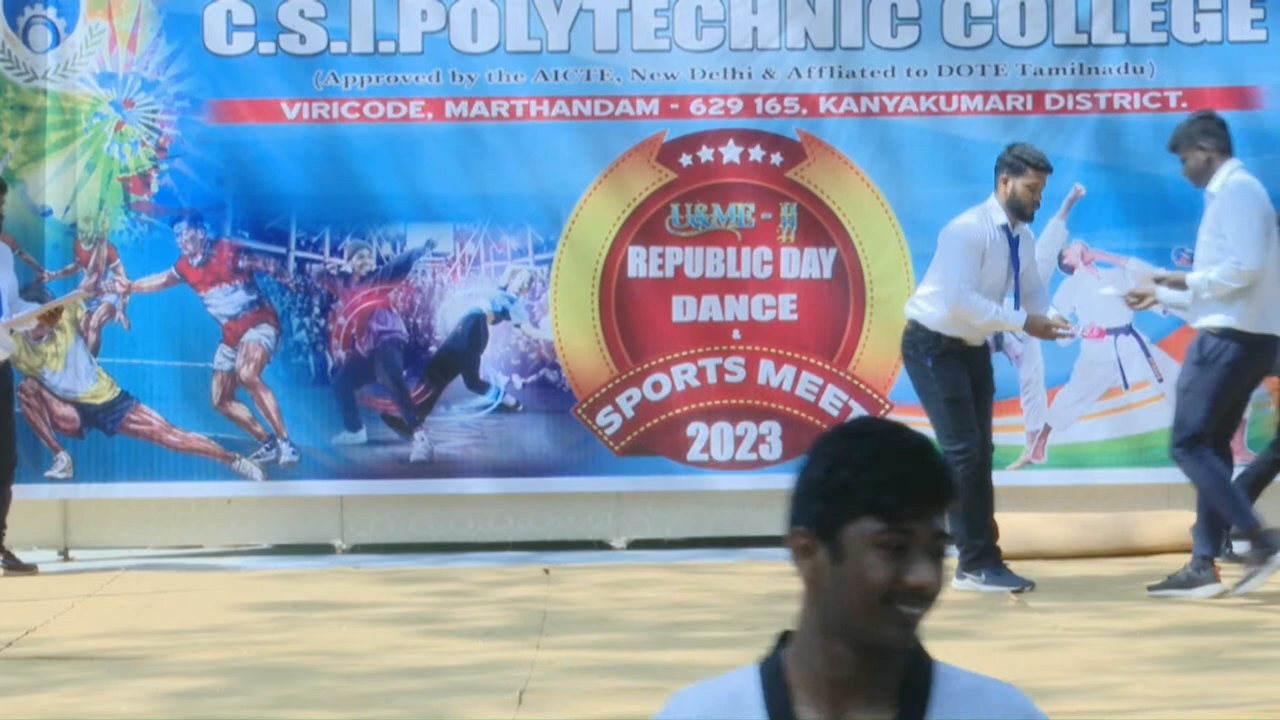 C.S.I.POLYTECHNIC COLLEGE
(Approved by the AICTE, New Delhi & Affliated to DOTE Tamilnadu)
VIRICODE, MARTHANDAM - 629 165, KANYAKUMARI DISTRICT.
U&ME - II
REPUBLIC DAY
DANCE
&
SPORTS MEET
2023